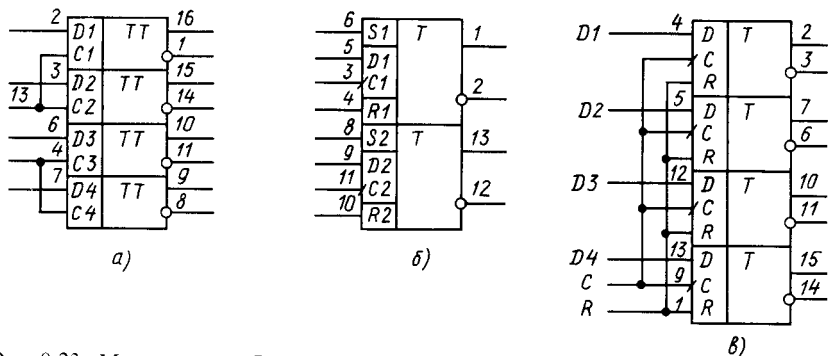 2 D1 TT 16
C1 1
3 D2 TT 15
13 C2 14
6 D3 TT 10
4 C3 11
7 D4 TT 9
C4 8
а)
6 S1 T 1
5 D1
3 C1 2
4 R1
8 S2 T 13
9 D2
11 C2 12
10 R2
б)
D1 4 D T 2
C 3
R
D2 5 D T 7
C 6
R
D3 12 D T 10
C 11
R
D4 13 D T 15
C 9 C 14
R 1 R
в)